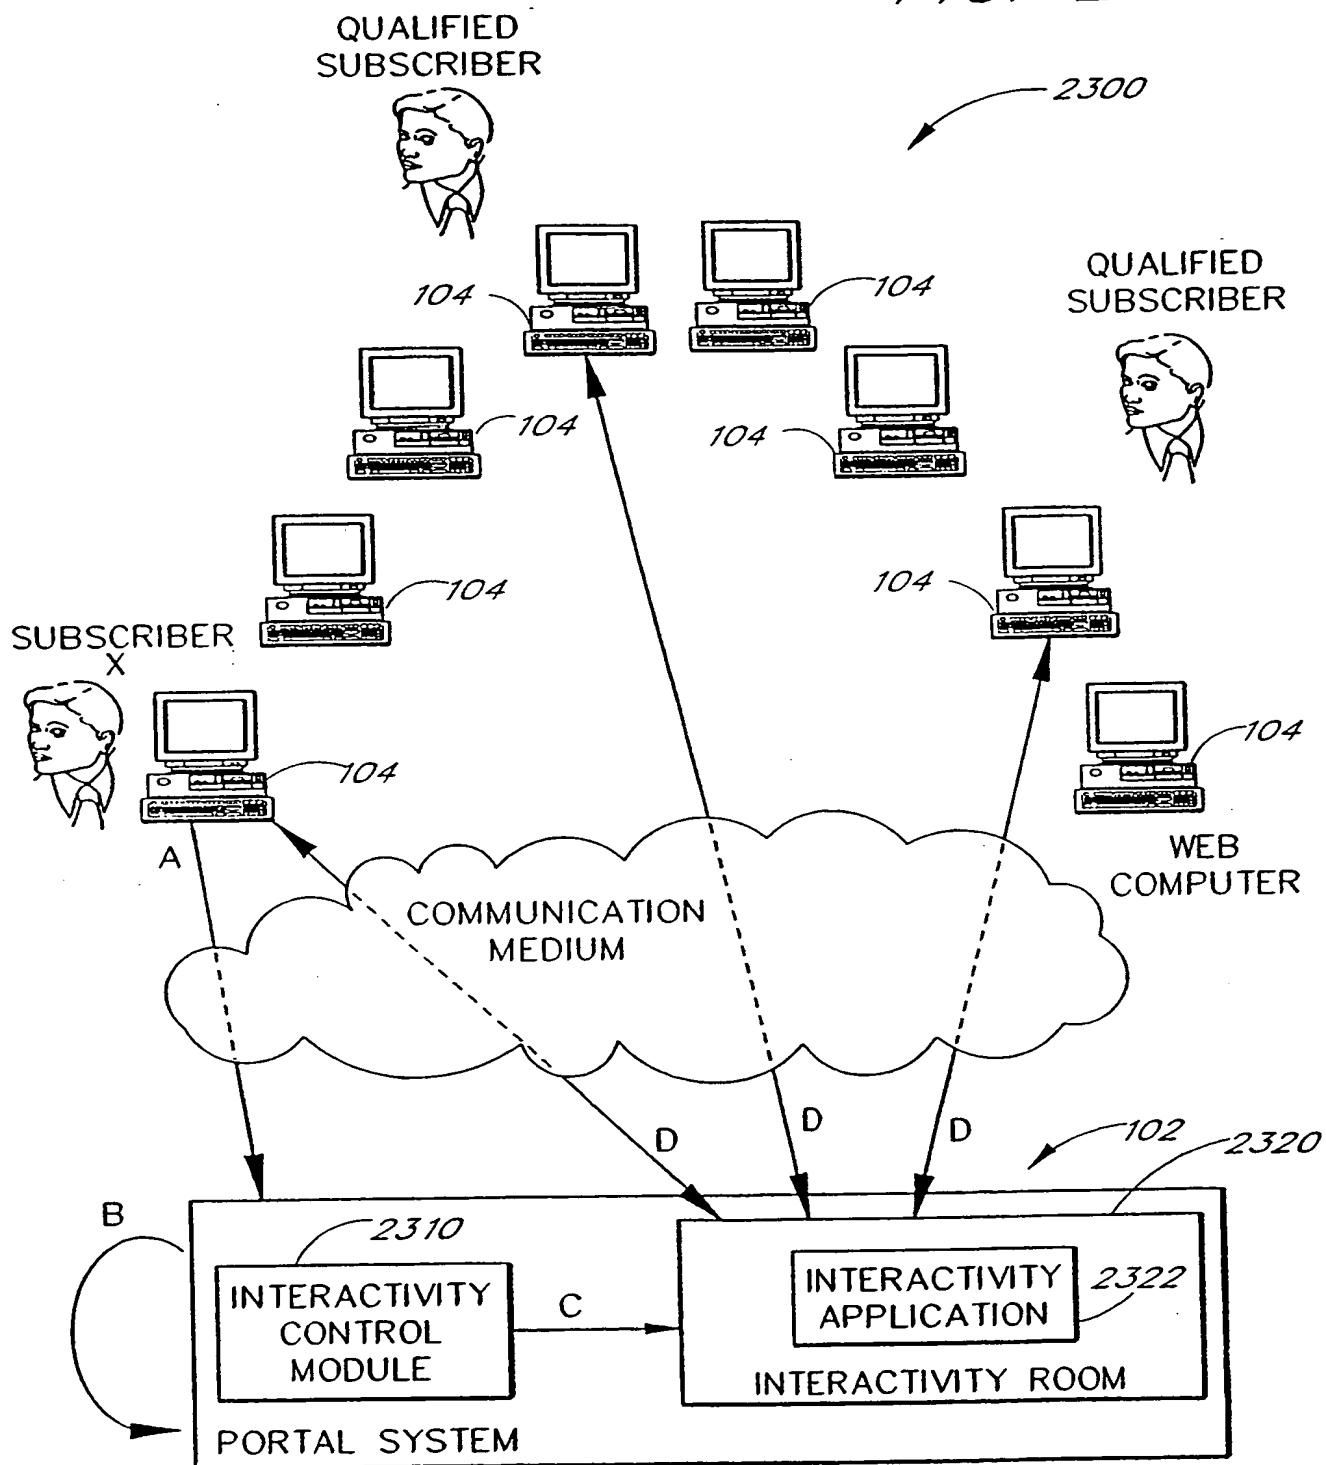 QUALIFIED
SUBSCRIBER
2300
QUALIFIED
SUBSCRIBER
104
104
104
104
104
104
SUBSCRIBER
X
104
104
A
WEB
COMPUTER
COMMUNICATION
MEDIUM
D
D
D
102
2320
B
2310
INTERACTIVITY
CONTROL
MODULE
C
INTERACTIVITY
APPLICATION
2322
INTERACTIVITY ROOM
PORTAL SYSTEM